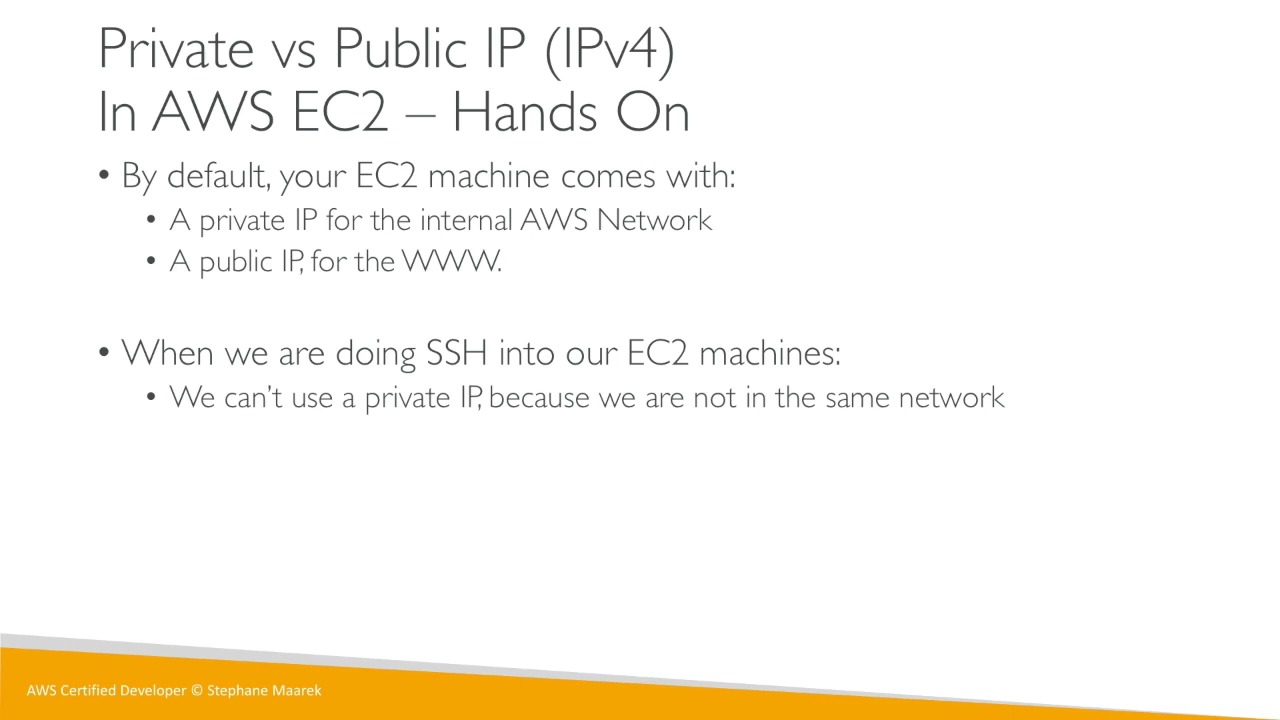 Private vs Public IP (IPv4)
In AWS EC2 – Hands On
• By default, your EC2 machine comes with:
• A private IP for the internal AWS Network
• A public IP, for the WWW.
• When we are doing SSH into our EC2 machines:
• We can’t use a private IP, because we are not in the same network
AWS Certified Developer © Stephane Maarek